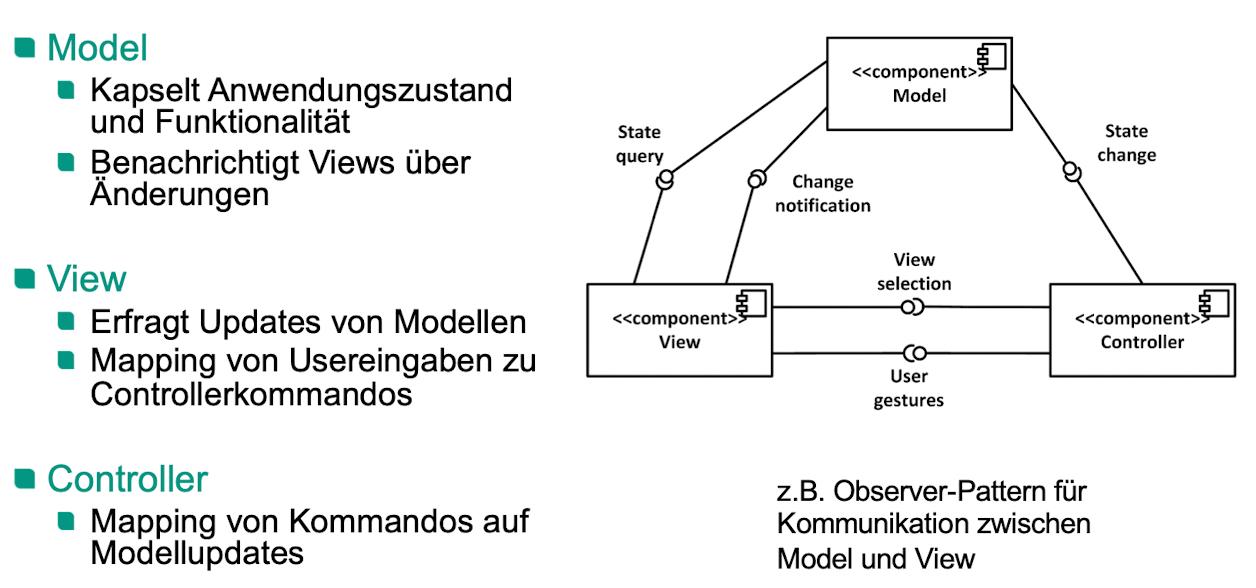 Model
Kapselt Anwendungszustand
und Funktionalität
Benachrichtigt Views über
Änderungen
View
Erfragt Updates von Modellen
Mapping von Usereingaben zu
Controllerkommandos
Controller
Mapping von Kommandos auf
Modellupdates
<<component>>
Model
State
query
Change
notification
State
change
View
selection
<<component>>
View
<<component>>
Controller
User
gestures
z.B. Observer-Pattern für
Kommunikation zwischen
Model und View